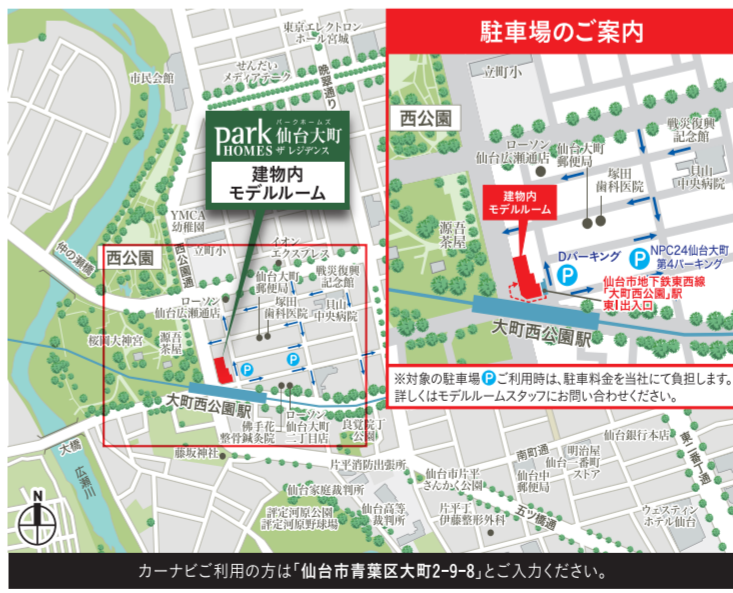 東京エレクトロン
ホール宮城
せんだい
メディアテーク
市民会館
晩翠通り
パークホームズ
park
HOMES
仙台大町
ザ レジデンス
建物内
モデルルーム
YMCA
幼稚園
西公園通
仲の瀬橋
西公園
立町小
イオン
エクスプレス
仙台大町
郵便局
戦災復興
記念館
ローソン
仙台広瀬通店
塚田
歯科医院
貝山
中央病院
桜岡大神宮
源吾
茶屋
P
P
大町西公園駅
佛手花
整骨鍼灸院
ローソン
仙台大町
二丁目店
良覚院丁
公園
大橋
広瀬川
藤坂神社
片平消防出張所
仙台家庭裁判所
評定河原公園
評定河原野球場
仙台高等
裁判所
仙台市片平
さんかく公園
片平丁
伊藤整形外科
南町通
仙台中
郵便局
明治屋
仙台一番町
ストア
仙台銀行本店
東二番丁通
五ツ橋通
ウェスティン
ホテル仙台
N
駐車場のご案内
立町小
西公園
ローソン
仙台広瀬通店
仙台大町
郵便局
戦災復興
記念館
塚田
歯科医院
貝山
中央病院
建物内
モデルルーム
源吾
茶屋
Dパーキング
P
P
NPC24仙台大町
第4パーキング
仙台市地下鉄東西線
「大町西公園」駅
東1出入口
大町西公園駅
※対象の駐車場Pご利用時は、駐車料金を当社にて負担します。
詳しくはモデルルームスタッフにお問い合わせください。
カーナビご利用の方は「仙台市青葉区大町2-9-8」とご入力ください。